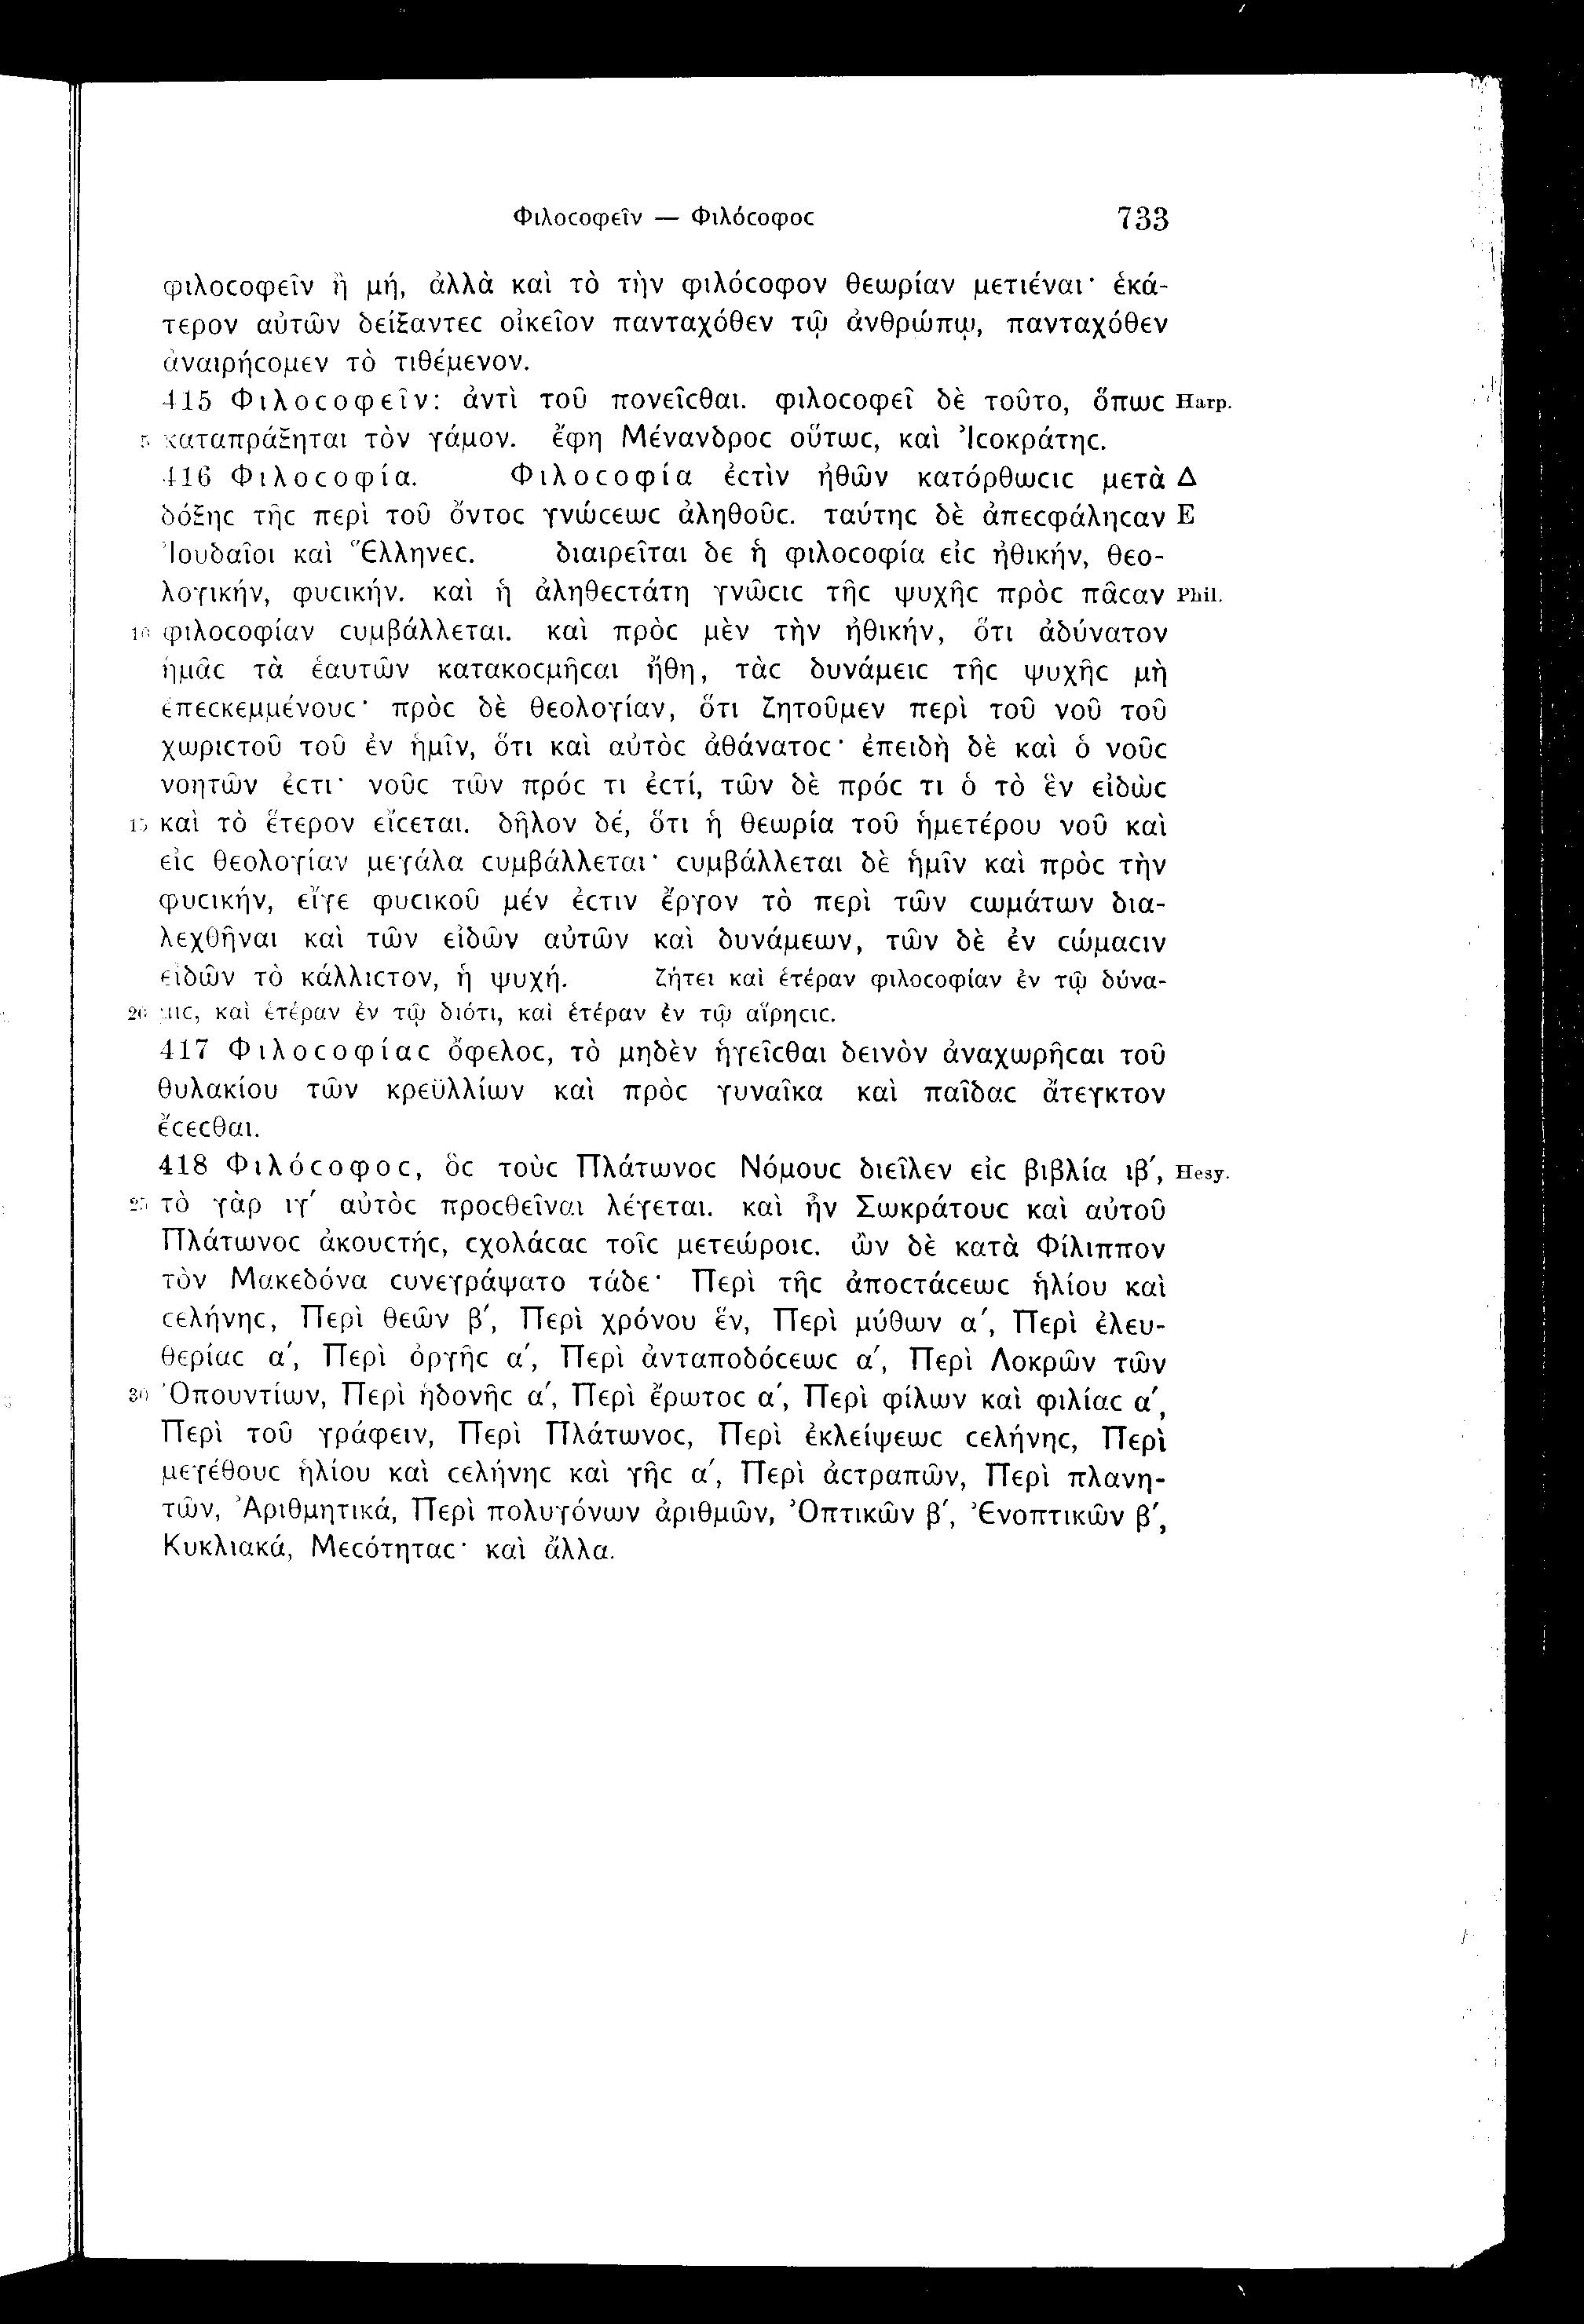 Φιλοσοφεῖν — Φιλόσοφος 733
φιλοσοφεῖν ἢ μή, ἀλλὰ καὶ τὸ τὴν φιλόσοφον θεωρίαν μετιέναι· ἑκά-
τερον αὐτῶν δείξαντες οἰκεῖον πανταχόθεν τῷ ἀνθρώπῳ, πανταχόθεν
ἀναιρήσομεν τὸ τιθέμενον.
415 Φιλοσοφεῖν: ἀντὶ τοῦ πονεῖσθαι. φιλοσοφεῖ δὲ τοῦτο, ὅπως Harp.
5 καταπράξηται τὸν γάμον. ἔφη Μένανδρος οὕτως, καὶ Ἰσοκράτης.
416 Φιλοσοφία. Φιλοσοφία ἐστὶν ἠθῶν κατόρθωσις μετὰ Δ
δόξης τῆς περὶ τοῦ ὄντος γνώσεως ἀληθοῦς. ταύτης δὲ ἀπεσφάλησαν E
Ἰουδαῖοι καὶ Ἕλληνες. διαιρεῖται δε ἡ φιλοσοφία εἰς ἠθικήν, θεο-
λογικήν, φυσικήν. καὶ ἡ ἀληθεστάτη γνῶσις τῆς ψυχῆς πρὸς πᾶσαν Phil.
10 φιλοσοφίαν συμβάλλεται. καὶ πρὸς μὲν τὴν ἠθικήν, ὅτι ἀδύνατον
ἡμᾶς τὰ ἑαυτῶν κατακοσμῆσαι ἤθη, τὰς δυνάμεις τῆς ψυχῆς μὴ
ἐπεσκεμμένους· πρὸς δὲ θεολογίαν, ὅτι ζητοῦμεν περὶ τοῦ νοῦ τοῦ
χωριστοῦ τοῦ ἐν ἡμῖν, ὅτι καὶ αὐτὸς ἀθάνατος· ἐπειδὴ δὲ καὶ ὁ νοῦς
νοητῶν ἐστι· νοῦς τῶν πρός τι ἐστί, τῶν δὲ πρός τι ὁ τὸ ἓν εἰδὼς
15 καὶ τὸ ἕτερον εἴσεται. δῆλον δέ, ὅτι ἡ θεωρία τοῦ ἡμετέρου νοῦ καὶ
εἰς θεολογίαν μεγάλα συμβάλλεται· συμβάλλεται δὲ ἡμῖν καὶ πρὸς τὴν
φυσικήν, εἴγε φυσικοῦ μέν ἐστιν ἔργον τὸ περὶ τῶν σωμάτων δια-
λεχθῆναι καὶ τῶν εἰδῶν αὐτῶν καὶ δυνάμεων, τῶν δὲ ἐν σώμασιν
εἰδῶν τὸ κάλλιστον, ἡ ψυχή. ζήτει καὶ ἑτέραν φιλοσοφίαν ἐν τῷ δύνα-
20 μις, καὶ ἑτέραν ἐν τῷ διότι, καὶ ἑτέραν ἐν τῷ αἵρησις.
417 Φιλοσοφίας ὄφελος, τὸ μηδὲν ἡγεῖσθαι δεινὸν ἀναχωρῆσαι τοῦ
θυλακίου τῶν κρεϋλλίων καὶ πρὸς γυναῖκα καὶ παῖδας ἄτεγκτον
ἔσεσθαι.
418 Φιλόσοφος, ὃς τοὺς Πλάτωνος Νόμους διεῖλεν εἰς βιβλία ιβʹ, Hesy.
25 τὸ γὰρ ιγʹ αὐτὸς προσθεῖναι λέγεται. καὶ ἦν Σωκράτους καὶ αὐτοῦ
Πλάτωνος ἀκουστής, σχολάσας τοῖς μετεώροις. ὢν δὲ κατὰ Φίλιππον
τὸν Μακεδόνα συνεγράψατο τάδε· Περὶ τῆς ἀποστάσεως ἡλίου καὶ
σελήνης, Περὶ θεῶν βʹ, Περὶ χρόνου ἕν, Περὶ μύθων αʹ, Περὶ ἐλευ-
θερίας αʹ, Περὶ ὀργῆς αʹ, Περὶ ἀνταποδόσεως αʹ, Περὶ Λοκρῶν τῶν
30 Ὀπουντίων, Περὶ ἡδονῆς αʹ, Περὶ ἔρωτος αʹ, Περὶ φίλων καὶ φιλίας αʹ,
Περὶ τοῦ γράφειν, Περὶ Πλάτωνος, Περὶ ἐκλείψεως σελήνης, Περὶ
μεγέθους ἡλίου καὶ σελήνης καὶ γῆς αʹ, Περὶ ἀστραπῶν, Περὶ πλανη-
τῶν, Ἀριθμητικά, Περὶ πολυγόνων ἀριθμῶν, Ὀπτικῶν βʹ, Ἐνοπτικῶν βʹ,
Κυκλιακά, Μεσότητας· καὶ ἄλλα.